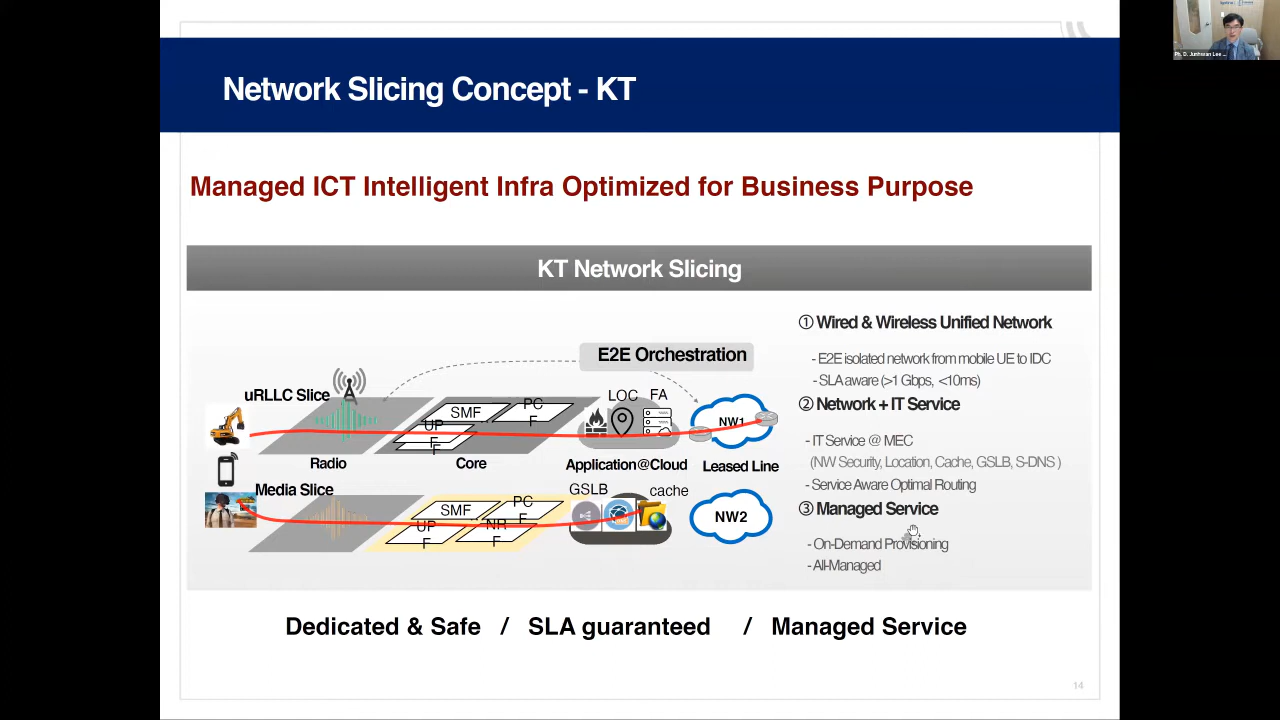 Network Slicing Concept - KT
Managed ICT Intelligent Infra Optimized for Business Purpose
KT Network Slicing
E2E Orchestration
uRLLC Slice
SMF
PC
F
UP
F
F
LOC
FA
NW1
Radio
Core
Application@Cloud
Leased Line
Media Slice
SMF
PC
F
UP
F
NR
F
GSLB
cache
NW2
① Wired & Wireless Unified Network
- E2E isolated network from mobile UE to IDC
- SLA aware (>1 Gbps, <10ms)
② Network + IT Service
- IT Service @ MEC
(NW Security, Location, Cache, GSLB, S-DNS )
- Service Aware Optimal Routing
③ Managed Service
- On-Demand Provisioning
- All-Managed
Dedicated & Safe / SLA guaranteed / Managed Service
14
Ph. D. Junhwan Lee ...